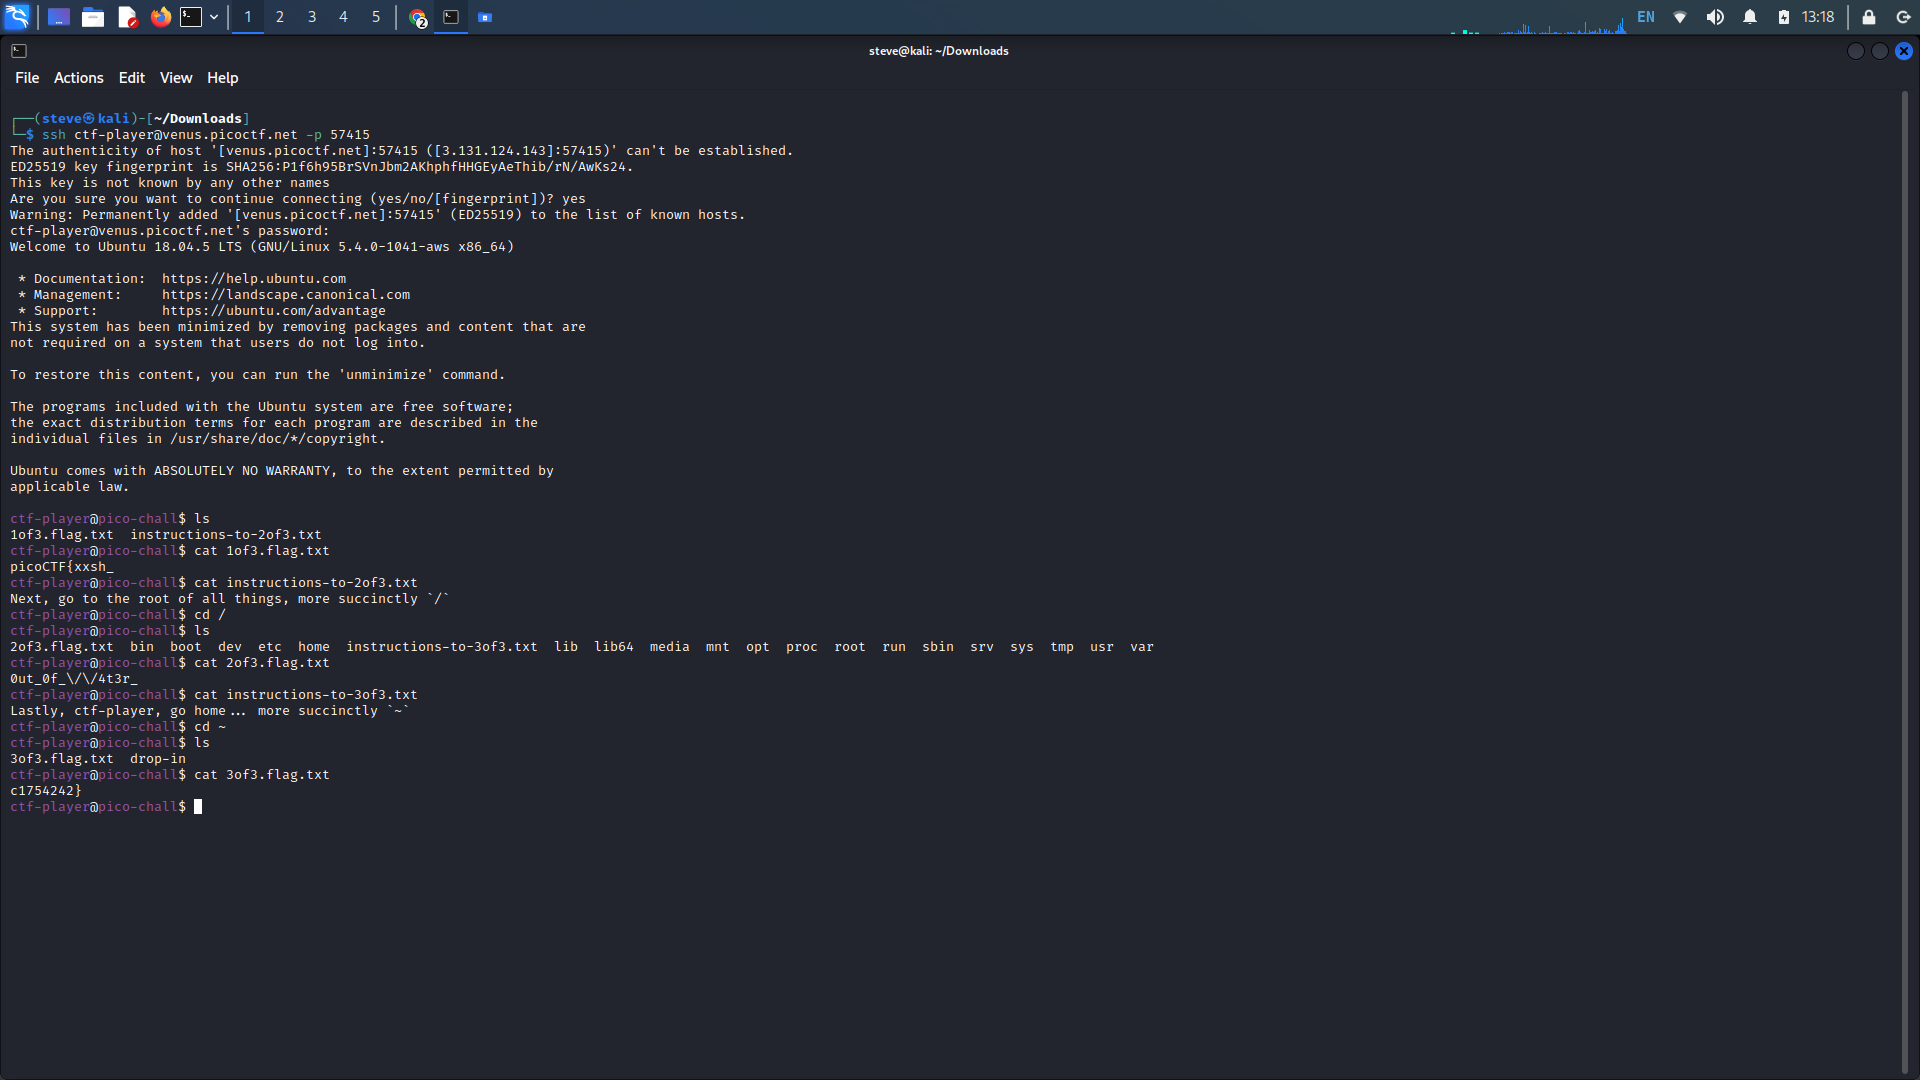 1 2 3 4 5 2 EN 13:18
steve@kali: ~/Downloads
File Actions Edit View Help
┌──(steve㉿kali)-[~/Downloads]
└─$ ssh ctf-player@venus.picoctf.net -p 57415
The authenticity of host '[venus.picoctf.net]:57415 ([3.131.124.143]:57415)' can't be established.
ED25519 key fingerprint is SHA256:P1f6h95BrSVnJbm2AKhphfHHGEyAeThib/rN/AwKs24.
This key is not known by any other names
Are you sure you want to continue connecting (yes/no/[fingerprint])? yes
Warning: Permanently added '[venus.picoctf.net]:57415' (ED25519) to the list of known hosts.
ctf-player@venus.picoctf.net's password:
Welcome to Ubuntu 18.04.5 LTS (GNU/Linux 5.4.0-1041-aws x86_64)
* Documentation:  https://help.ubuntu.com
* Management:     https://landscape.canonical.com
* Support:        https://ubuntu.com/advantage
This system has been minimized by removing packages and content that are
not required on a system that users do not log into.
To restore this content, you can run the 'unminimize' command.
The programs included with the Ubuntu system are free software;
the exact distribution terms for each program are described in the
individual files in /usr/share/doc/*/copyright.
Ubuntu comes with ABSOLUTELY NO WARRANTY, to the extent permitted by
applicable law.
ctf-player@pico-chall$ ls
1of3.flag.txt  instructions-to-2of3.txt
ctf-player@pico-chall$ cat 1of3.flag.txt
picoCTF{xxsh_
ctf-player@pico-chall$ cat instructions-to-2of3.txt
Next, go to the root of all things, more succinctly `/`
ctf-player@pico-chall$ cd /
ctf-player@pico-chall$ ls
2of3.flag.txt  bin  boot  dev  etc  home  instructions-to-3of3.txt  lib  lib64  media  mnt  opt  proc  root  run  sbin  srv  sys  tmp  usr  var
ctf-player@pico-chall$ cat 2of3.flag.txt
0ut_0f_\/\/4t3r_
ctf-player@pico-chall$ cat instructions-to-3of3.txt
Lastly, ctf-player, go home... more succinctly `~`
ctf-player@pico-chall$ cd ~
ctf-player@pico-chall$ ls
3of3.flag.txt  drop-in
ctf-player@pico-chall$ cat 3of3.flag.txt
c1754242}
ctf-player@pico-chall$